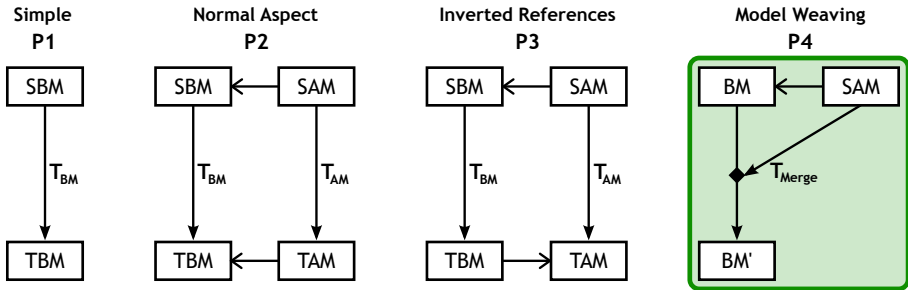 Simple
P1
SBM
T_BM
TBM
Normal Aspect
P2
SBM
SAM
T_BM
T_AM
TBM
TAM
Inverted References
P3
SBM
SAM
T_BM
T_AM
TBM
TAM
Model Weaving
P4
BM
SAM
T_Merge
BM'